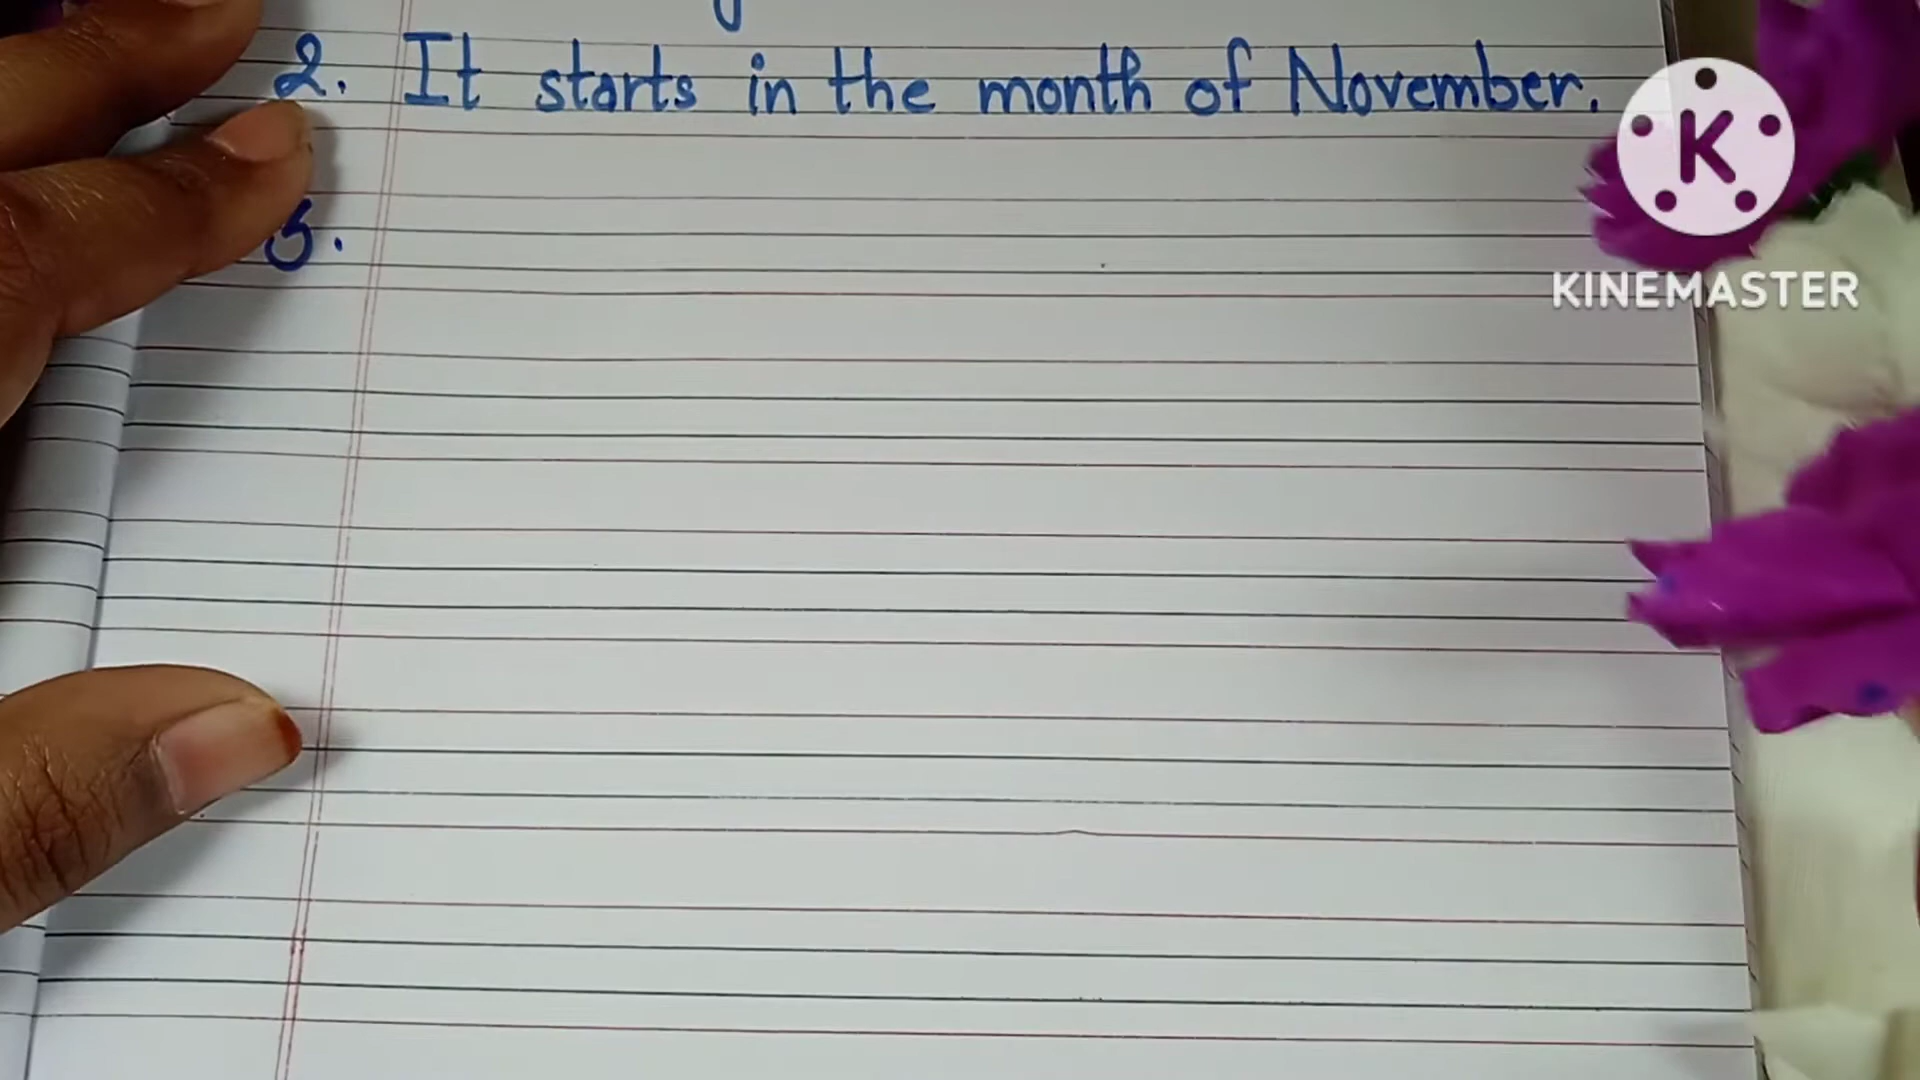 2. It starts in the month of November.
3.
K
KINEMASTER